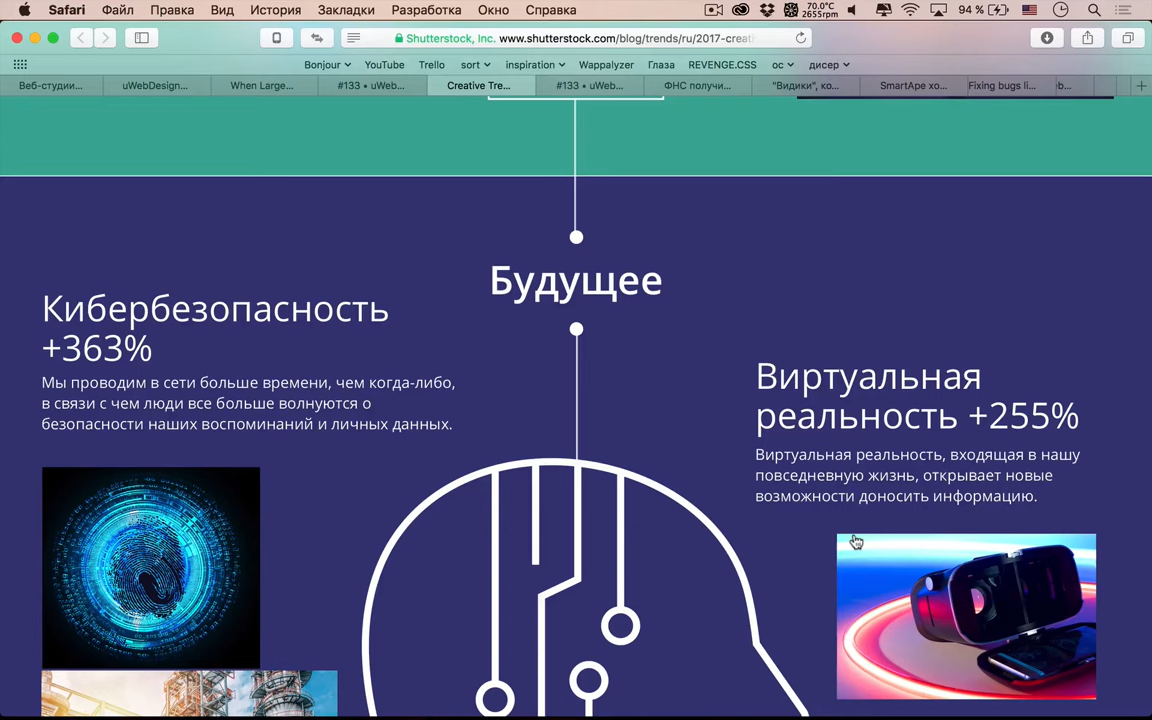 Safari Файл Правка Вид История Закладки Разработка Окно Справка 70.0°C 2655rpm 94 %
Shutterstock, Inc. www.shutterstock.com/blog/trends/ru/2017-creati
Bonjour YouTube Trello sort inspiration Wappalyzer Глаза REVENGE.CSS ос дисер
Веб-студии... uWebDesign... When Large... #133 • uWeb... Creative Tre... #133 • uWeb... ФНС получи... "Видики", ко... SmartApe хо... Fixing bugs li...
Будущее
Кибербезопасность
+363%
Мы проводим в сети больше времени, чем когда-либо,
в связи с чем люди все больше волнуются о
безопасности наших воспоминаний и личных данных.
Виртуальная
реальность +255%
Виртуальная реальность, входящая в нашу
повседневную жизнь, открывает новые
возможности доносить информацию.